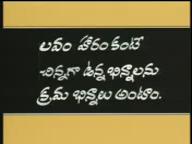 లవం హారం కంటే
చిన్నగా ఉన్న భిన్నాలను
క్రమ భిన్నాలు అంటాం.